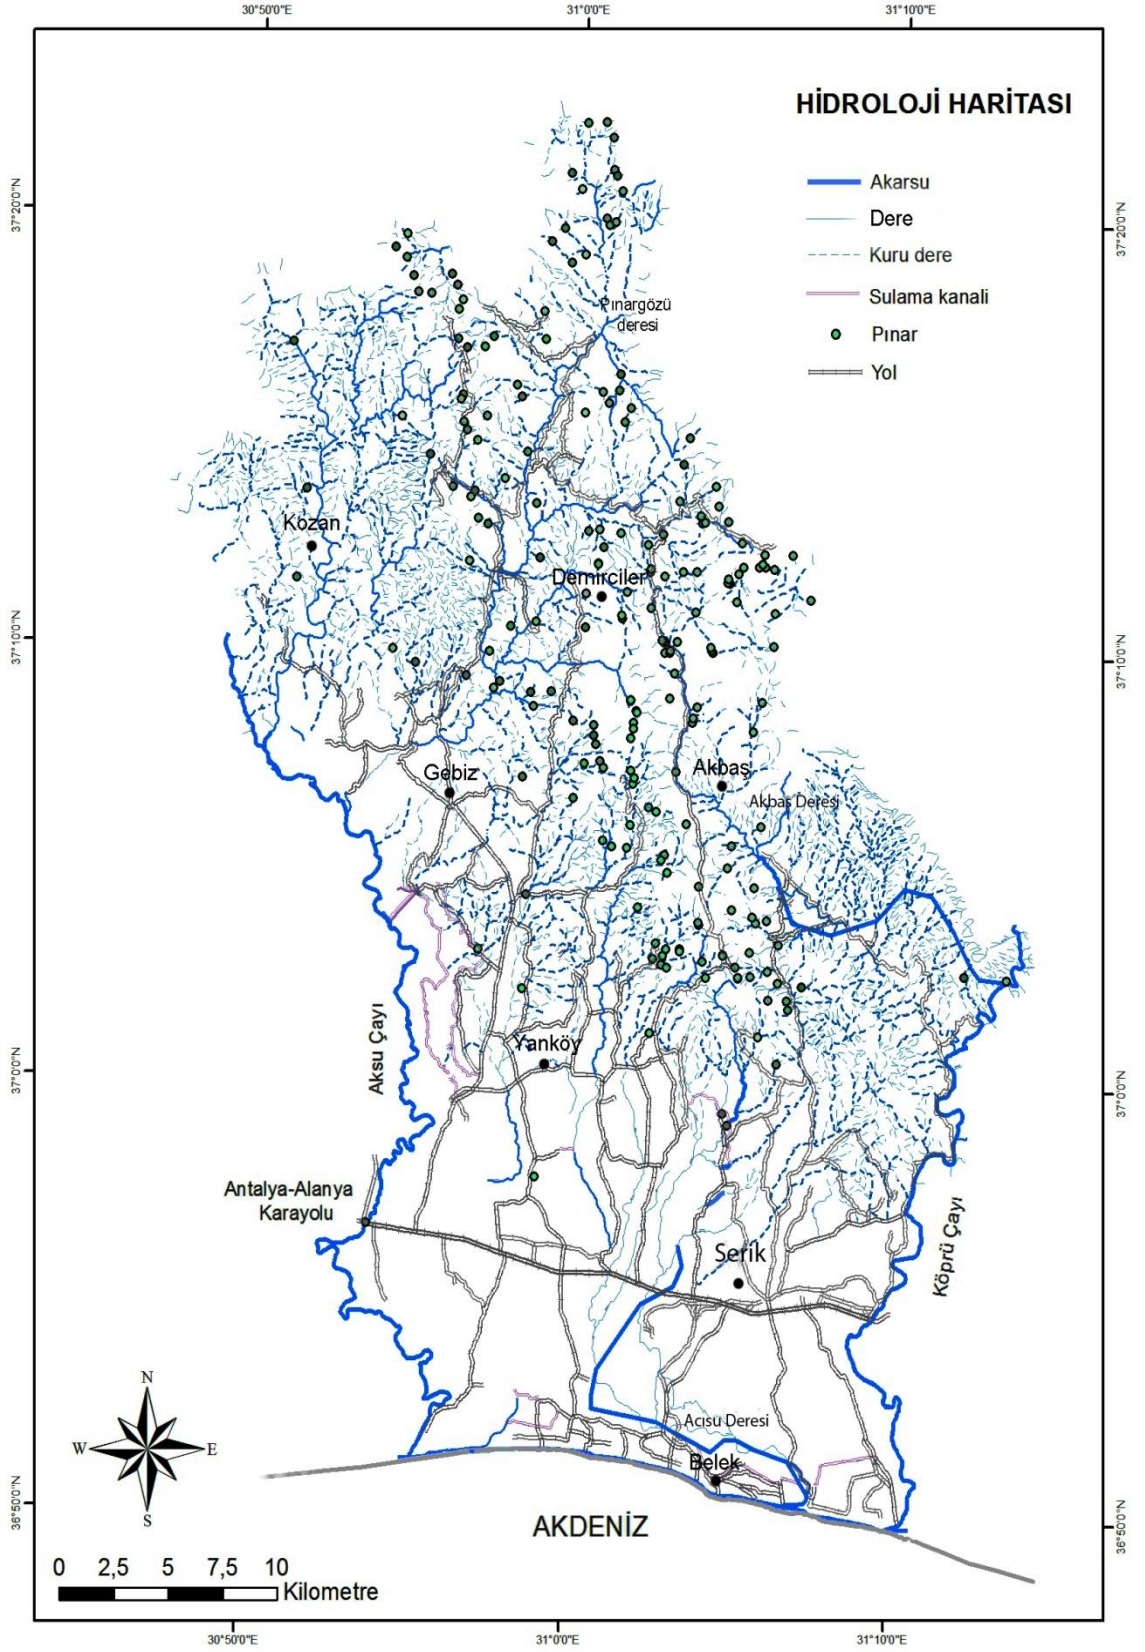 30°50'0"E
31°0'0"E
31°10'0"E
HİDROLOJİ HARİTASI
Akarsu
Dere
Kuru dere
Sulama kanali
Pınar
Yol
37°20'0"N
37°20'0"N
Pınargözü
deresi
Kozan
Demirciler
37°10'0"N
37°10'0"N
Gebiz
Akbaş
Akbaş Deresi
Aksu Çayı
Yanköy
37°0'0"N
37°0'0"N
Antalya-Alanya
Karayolu
Serik
Köprü Çayı
Acısu Deresi
Belek
N
W
E
S
36°50'0"N
36°50'0"N
AKDENİZ
0 2,5 5 7,5 10
Kilometre
30°50'0"E
31°0'0"E
31°10'0"E